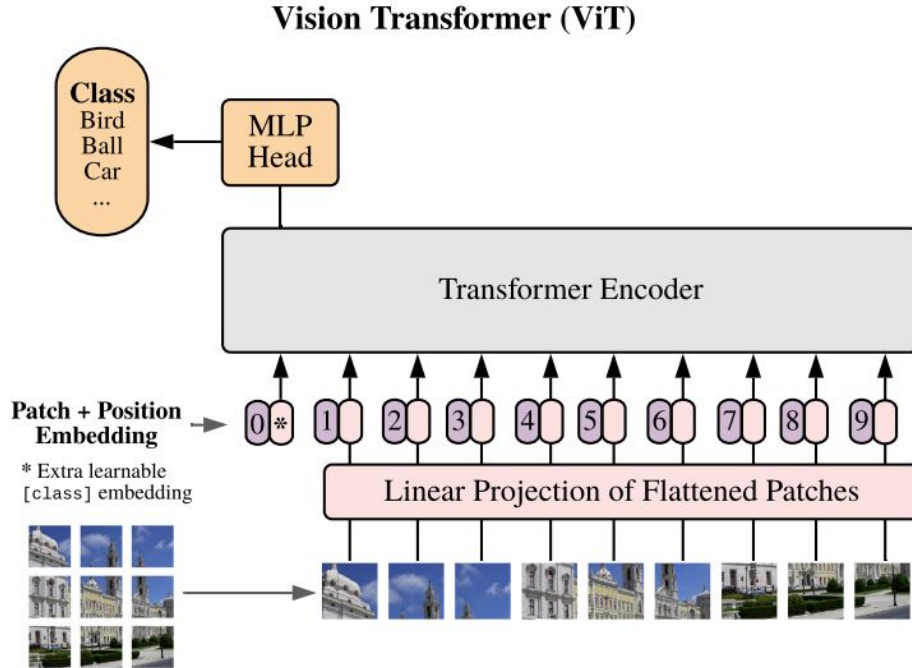 Vision Transformer (ViT)
Class
Bird
Ball
Car
...
MLP
Head
Transformer Encoder
Patch + Position
Embedding
0 * 1 2 3 4 5 6 7 8 9
* Extra learnable
[class] embedding
Linear Projection of Flattened Patches